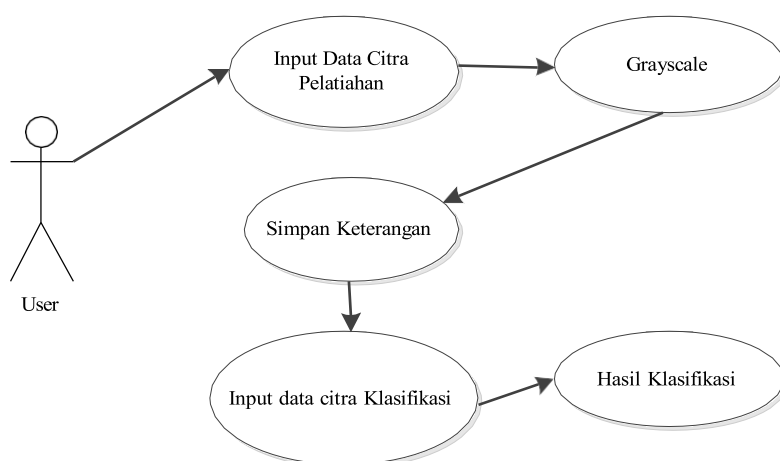 Input Data Citra
Pelatiahan
Grayscale
Simpan Keterangan
User
Input data citra Klasifikasi
Hasil Klasifikasi